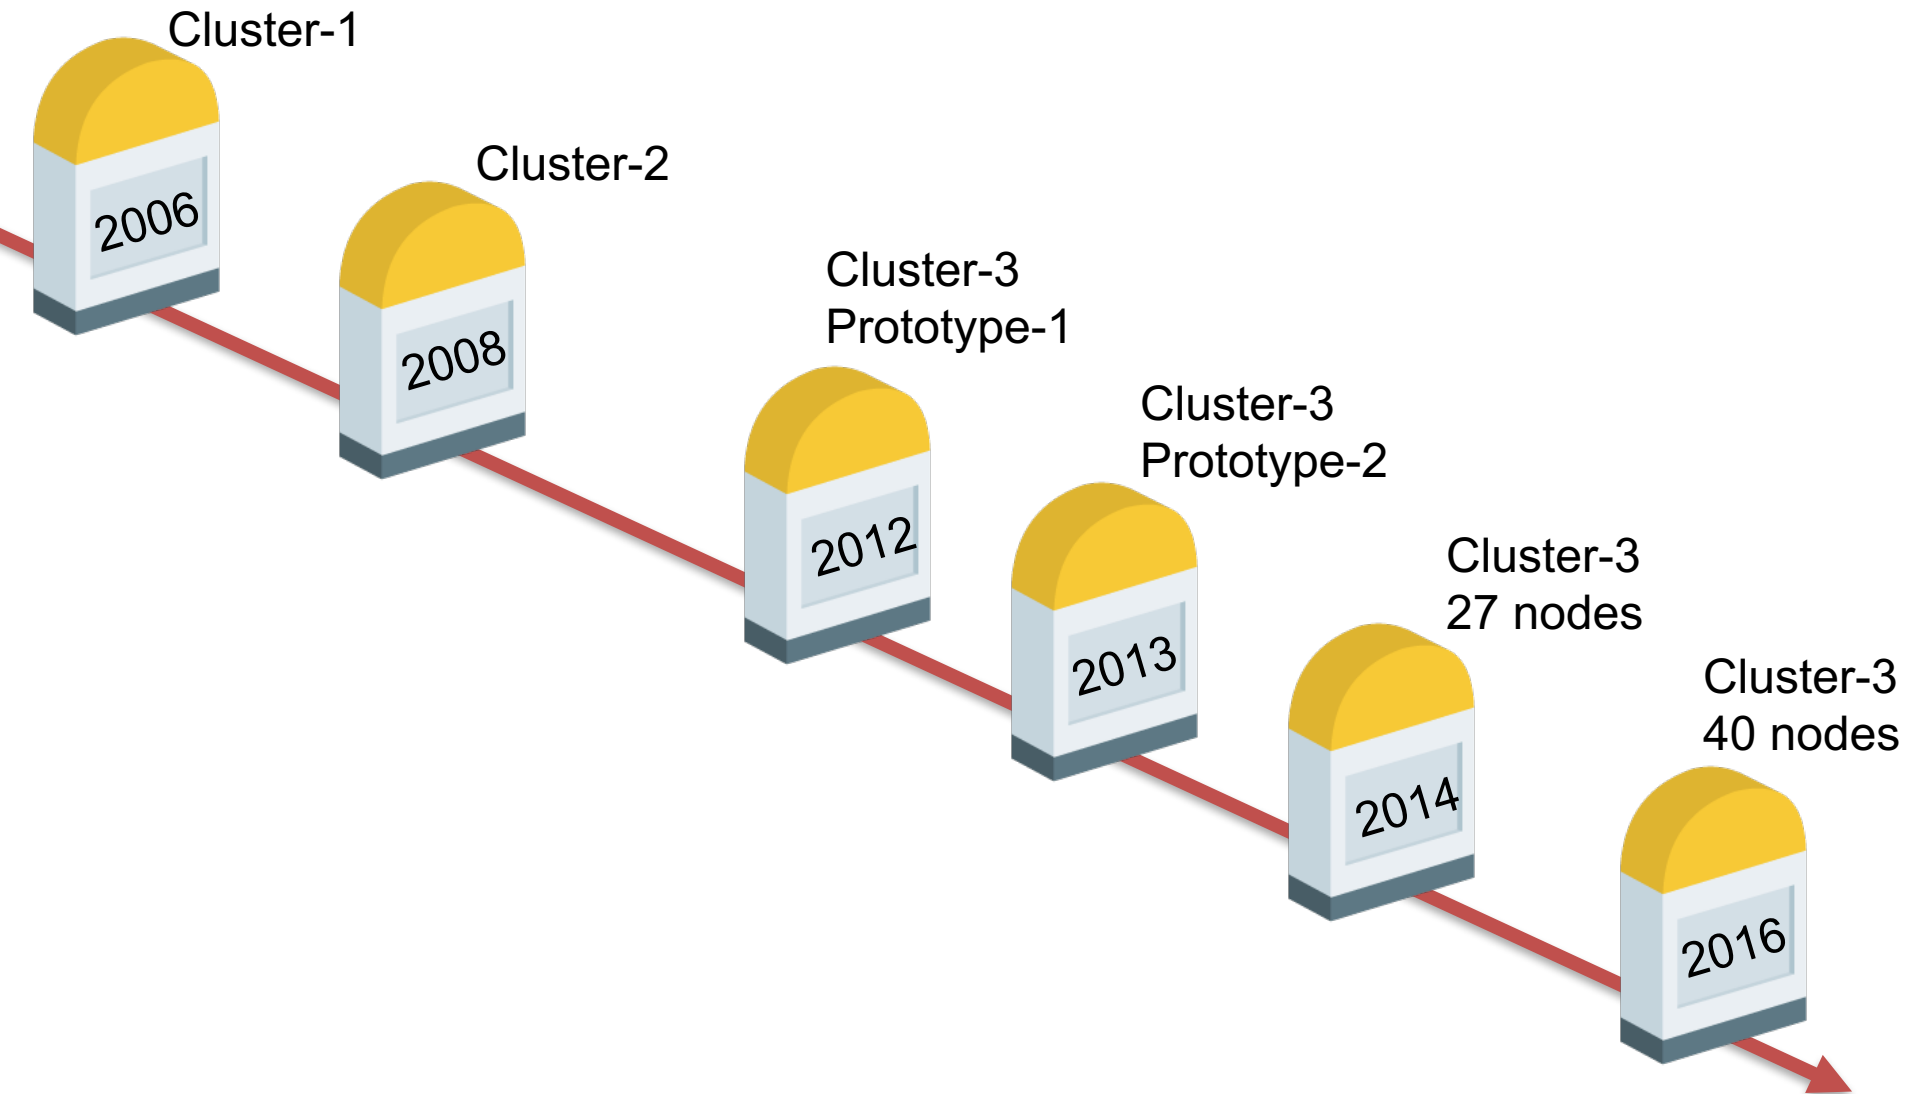 Cluster-1
2006
Cluster-2
2008
Cluster-3
Prototype-1
2012
Cluster-3
Prototype-2
2013
Cluster-3
27 nodes
2014
Cluster-3
40 nodes
2016